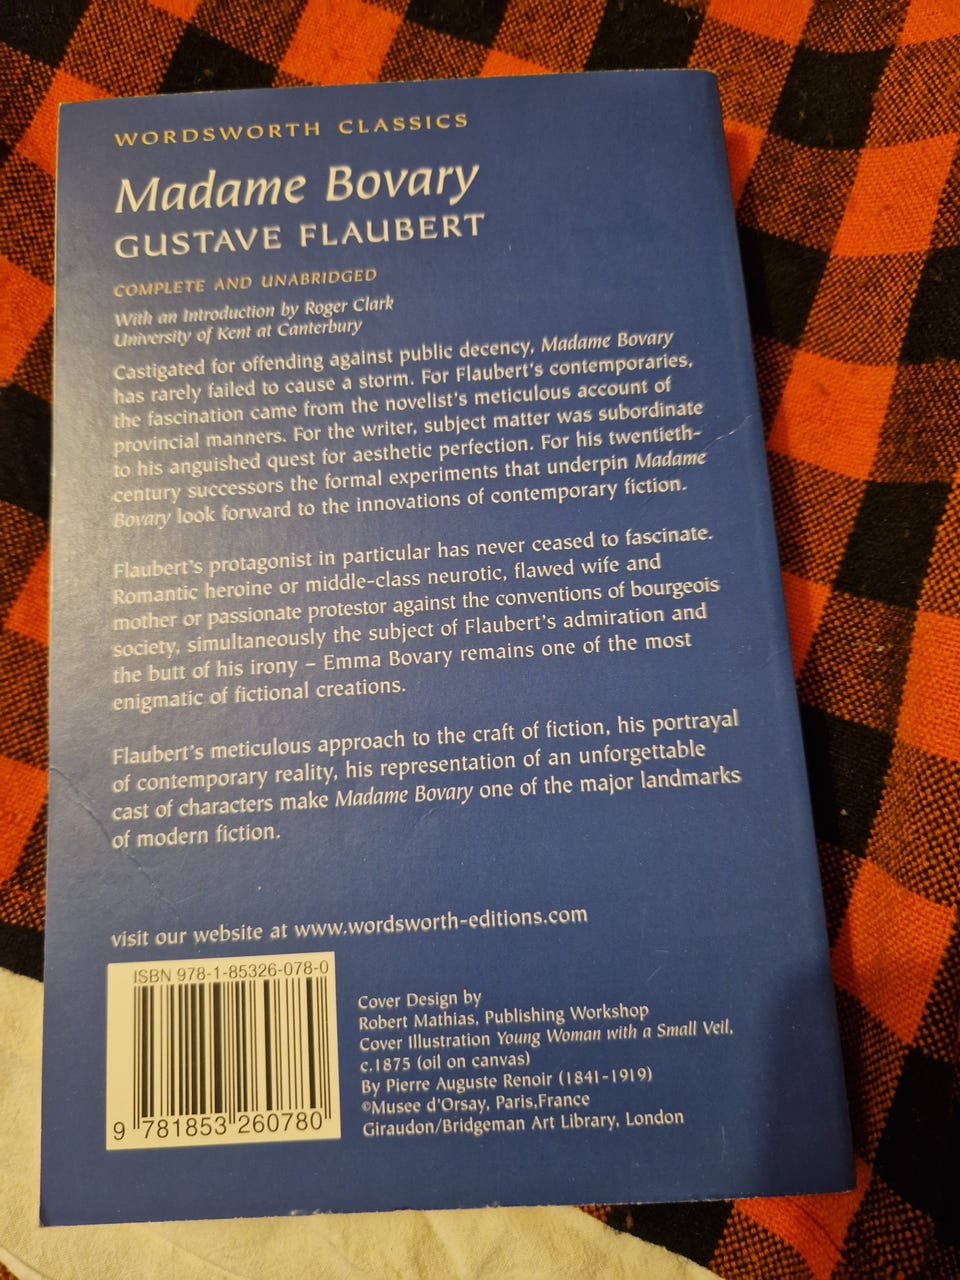 WORDSWORTH CLASSICS
Madame Bovary
GUSTAVE FLAUBERT
COMPLETE AND UNABRIDGED
With an Introduction by Roger Clark
University of Kent at Canterbury
Castigated for offending against public decency, Madame Bovary
has rarely failed to cause a storm. For Flaubert's contemporaries,
the fascination came from the novelist's meticulous account of
provincial manners. For the writer, subject matter was subordinate
to his anguished quest for aesthetic perfection. For his twentieth-
century successors the formal experiments that underpin Madame
Bovary look forward to the innovations of contemporary fiction.
Flaubert's protagonist in particular has never ceased to fascinate.
Romantic heroine or middle-class neurotic, flawed wife and
mother or passionate protestor against the conventions of bourgeois
society, simultaneously the subject of Flaubert's admiration and
the butt of his irony – Emma Bovary remains one of the most
enigmatic of fictional creations.
Flaubert's meticulous approach to the craft of fiction, his portrayal
of contemporary reality, his representation of an unforgettable
cast of characters make Madame Bovary one of the major landmarks
of modern fiction.
visit our website at www.wordsworth-editions.com
ISBN 978-1-85326-078-0
9 781853 260780
Cover Design by
Robert Mathias, Publishing Workshop
Cover Illustration Young Woman with a Small Veil,
c.1875 (oil on canvas)
By Pierre Auguste Renoir (1841-1919)
©Musee d'Orsay, Paris,France
Giraudon/Bridgeman Art Library, London